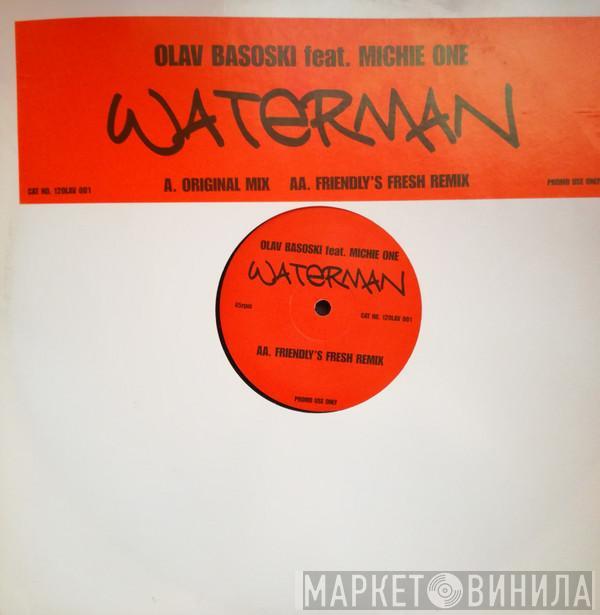 OLAV BASOSKI feat. MICHIE ONE
WATERMAN
CAT NO. 12OLAV 001
A. ORIGINAL MIX AA. FRIENDLY'S FRESH REMIX
PROMO USE ONLY
OLAV BASOSKI feat. MICHIE ONE
WATERMAN
45rpm
CAT NO. 12OLAV 001
AA. FRIENDLY'S FRESH REMIX
PROMO USE ONLY
МАРКЕТ ВИНИЛА